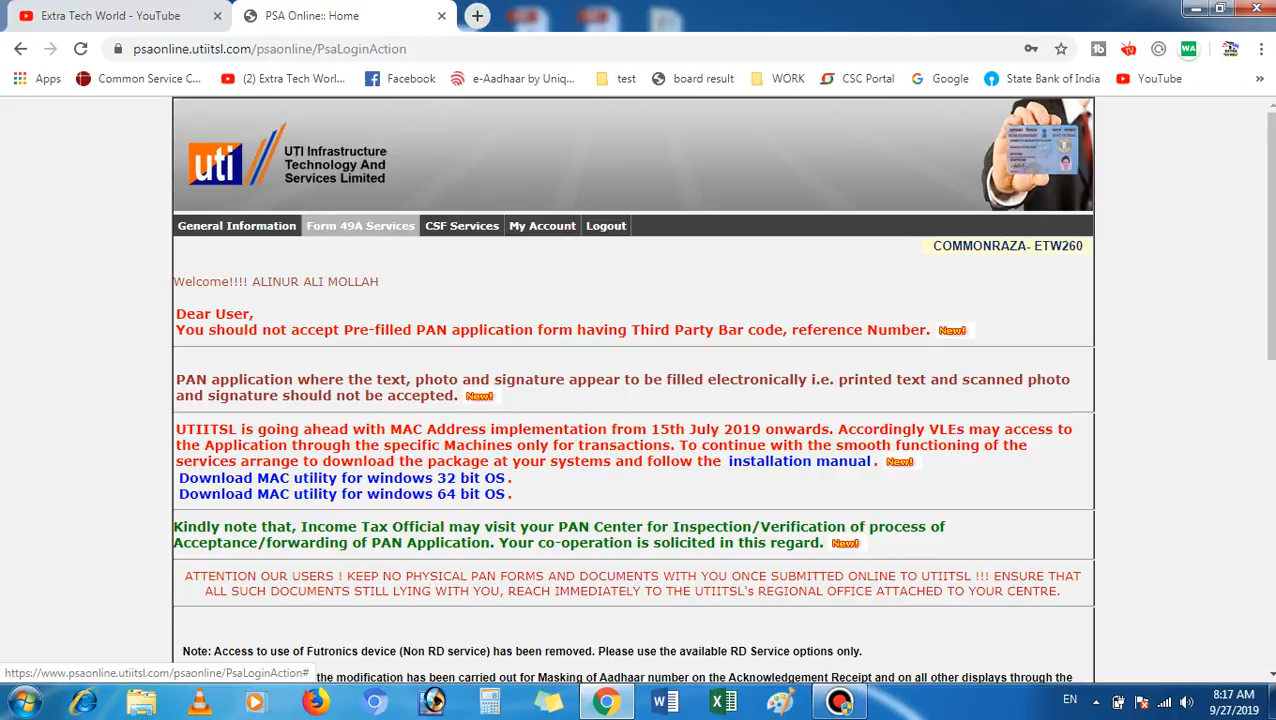 Extra Tech World - YouTube
PSA Online:: Home
psaonline.utiitsl.com/psaonline/PsaLoginAction
Apps
Common Service C...
(2) Extra Tech Worl...
Facebook
e-Aadhaar by Uniq...
test
board result
WORK
CSC Portal
Google
State Bank of India
YouTube
»
uti
UTI Infrastructure
Technology And
Services Limited
General Information
Form 49A Services
CSF Services
My Account
Logout
COMMONRAZA- ETW260
Welcome!!!! ALINUR ALI MOLLAH
Dear User,
You should not accept Pre-filled PAN application form having Third Party Bar code, reference Number. New!
PAN application where the text, photo and signature appear to be filled electronically i.e. printed text and scanned photo
and signature should not be accepted. New!
UTIITSL is going ahead with MAC Address implementation from 15th July 2019 onwards. Accordingly VLEs may access to
the Application through the specific Machines only for transactions. To continue with the smooth functioning of the
services arrange to download the package at your systems and follow the installation manual. New!
Download MAC utility for windows 32 bit OS.
Download MAC utility for windows 64 bit OS.
Kindly note that, Income Tax Official may visit your PAN Center for Inspection/Verification of process of
Acceptance/forwarding of PAN Application. Your co-operation is solicited in this regard. New!
ATTENTION OUR USERS ! KEEP NO PHYSICAL PAN FORMS AND DOCUMENTS WITH YOU ONCE SUBMITTED ONLINE TO UTIITSL !!! ENSURE THAT
ALL SUCH DOCUMENTS STILL LYING WITH YOU, REACH IMMEDIATELY TO THE UTIITSL's REGIONAL OFFICE ATTACHED TO YOUR CENTRE.
Note: Access to use of Futronics device (Non RD service) has been removed. Please use the available RD Service options only.
https://www.psaonline.utiitsl.com/psaonline/PsaLoginAction#
the modification has been carried out for Masking of Aadhaar number on the Acknowledgement Receipt and on all other displays through the
EN
8:17 AM
9/27/2019